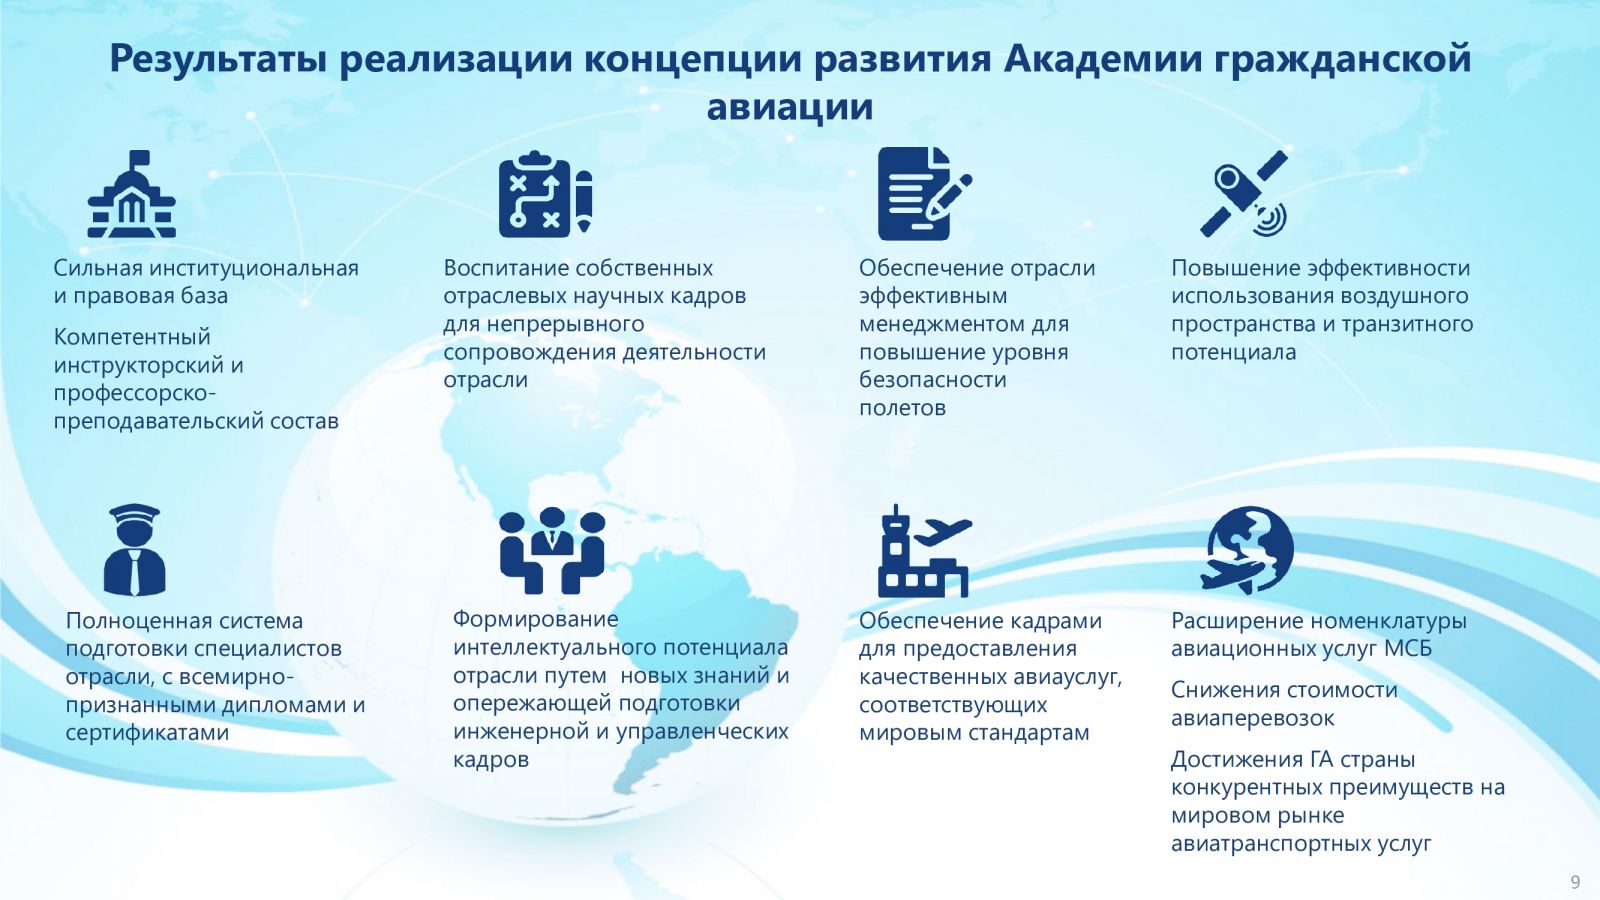 Результаты реализации концепции развития Академии гражданской
авиации
Сильная институциональная
и правовая база
Компетентный
инструкторский и
профессорско-
преподавательский состав
Воспитание собственных
отраслевых научных кадров
для непрерывного
сопровождения деятельности
отрасли
Обеспечение отрасли
эффективным
менеджментом для
повышение уровня
безопасности
полетов
Повышение эффективности
использования воздушного
пространства и транзитного
потенциала
Полноценная система
подготовки специалистов
отрасли, с всемирно-
признанными дипломами и
сертификатами
Формирование
интеллектуального потенциала
отрасли путем  новых знаний и
опережающей подготовки
инженерной и управленческих
кадров
Обеспечение кадрами
для предоставления
качественных авиауслуг,
соответствующих
мировым стандартам
Расширение номенклатуры
авиационных услуг МСБ
Снижения стоимости
авиаперевозок
Достижения ГА страны
конкурентных преимуществ на
мировом рынке
авиатранспортных услуг
9